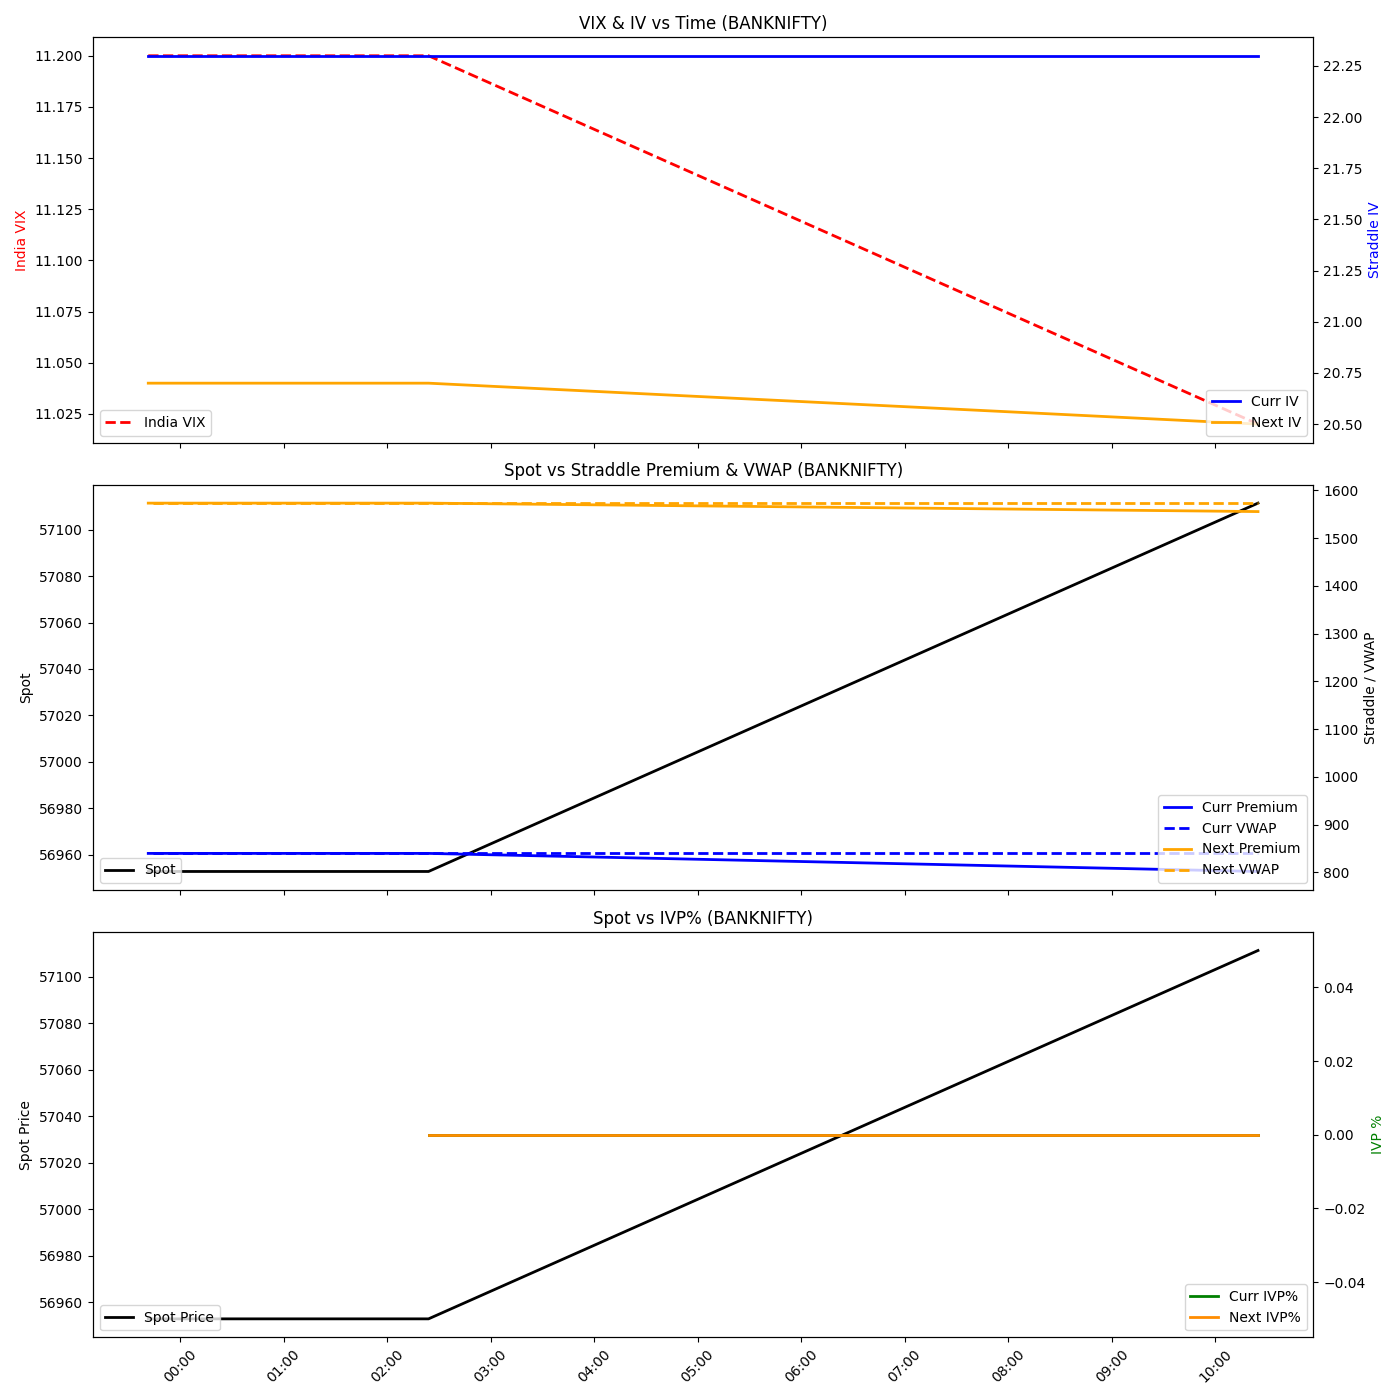 VIX & IV vs Time (BANKNIFTY)
11.200
11.175
11.150
11.125
11.100
11.075
11.050
11.025
India VIX
India VIX
22.25
22.00
21.75
21.50
21.25
21.00
20.75
20.50
Straddle IV
Curr IV
Next IV
Spot vs Straddle Premium & VWAP (BANKNIFTY)
57100
57080
57060
57040
57020
57000
56980
56960
Spot
Spot
1600
1500
1400
1300
1200
1100
1000
900
800
Straddle / VWAP
Curr Premium
Curr VWAP
Next Premium
Next VWAP
Spot vs IVP% (BANKNIFTY)
57100
57080
57060
57040
57020
57000
56980
56960
Spot Price
Spot Price
0.04
0.02
0.00
−0.02
−0.04
IVP %
Curr IVP%
Next IVP%
00:00
01:00
02:00
03:00
04:00
05:00
06:00
07:00
08:00
09:00
10:00